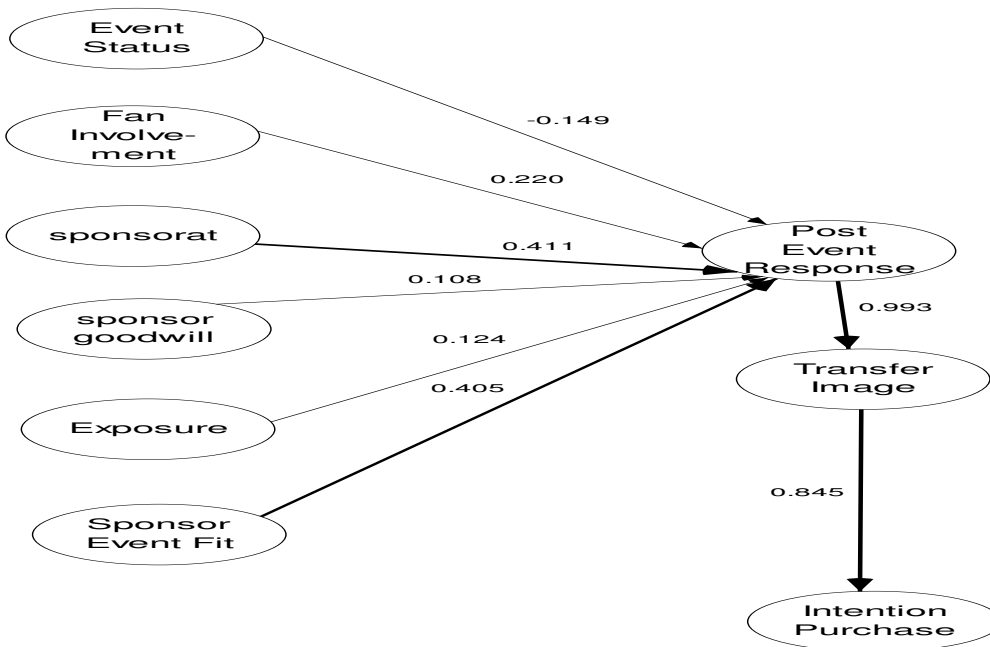 Event
Status
Fan
Involve-
ment
sponsorat
sponsor
goodwill
Exposure
Sponsor
Event Fit
-0.149
0.220
0.411
0.108
0.124
0.405
Post
Event
Response
0.993
Transfer
Image
0.845
Intention
Purchase